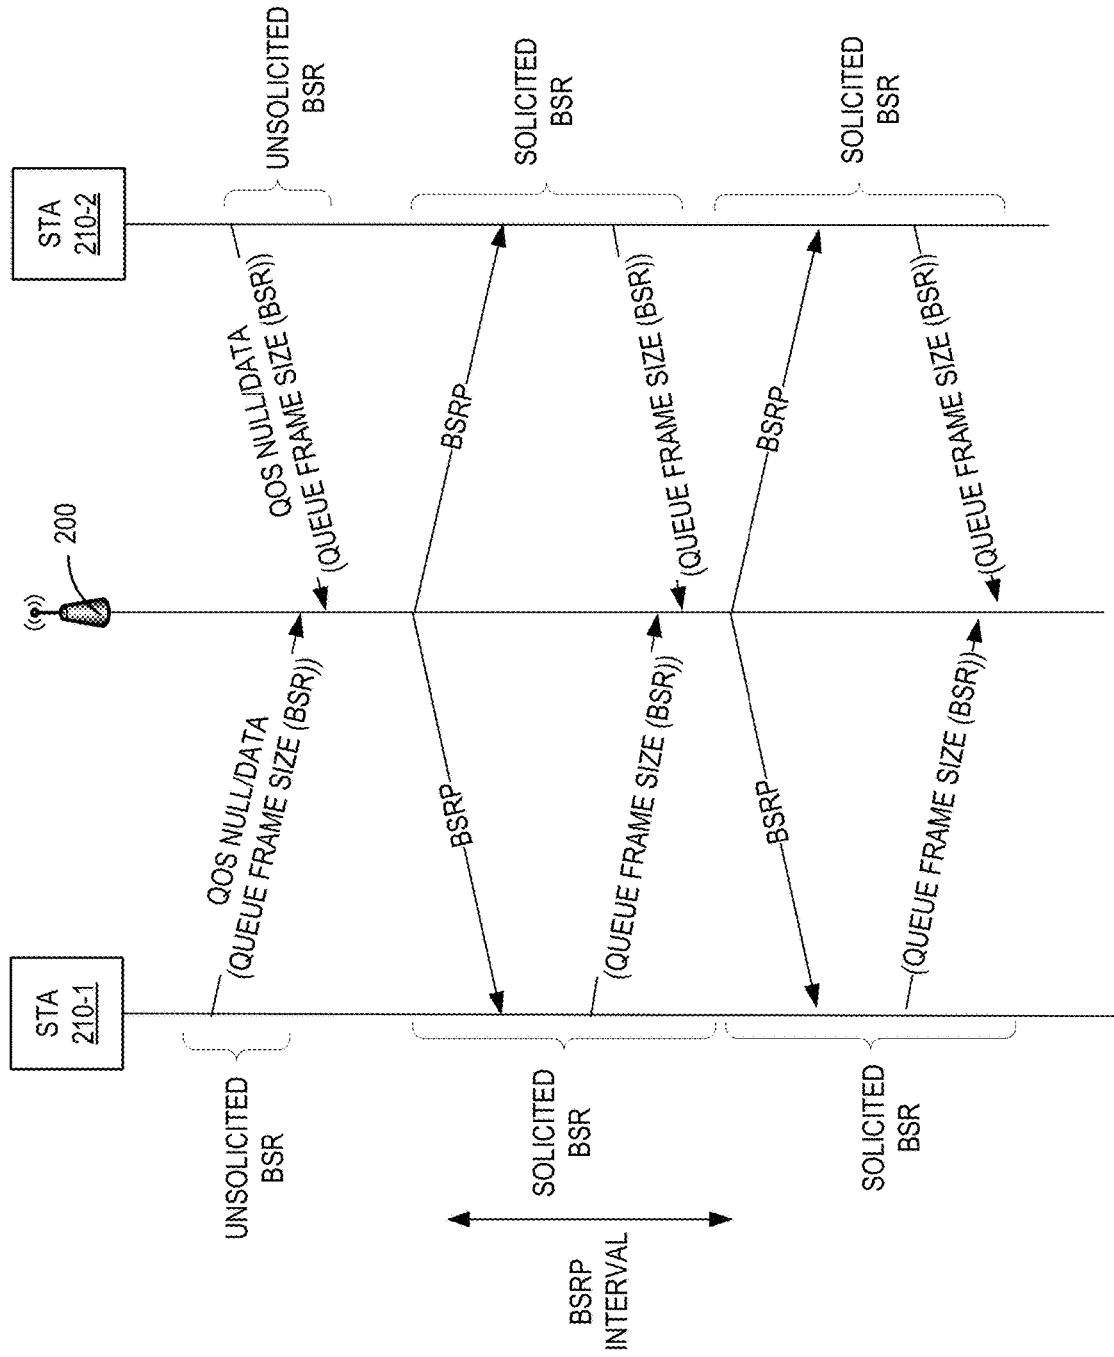 STA
210-1
200
STA
210-2
UNSOLICITED
BSR
QOS NULL/DATA
(QUEUE FRAME SIZE (BSR))
QOS NULL/DATA
(QUEUE FRAME SIZE (BSR))
UNSOLICITED
BSR
BSRP
INTERVAL
SOLICITED
BSR
BSRP
BSRP
SOLICITED
BSR
(QUEUE FRAME SIZE (BSR))
(QUEUE FRAME SIZE (BSR))
SOLICITED
BSR
BSRP
BSRP
SOLICITED
BSR
(QUEUE FRAME SIZE (BSR))
(QUEUE FRAME SIZE (BSR))